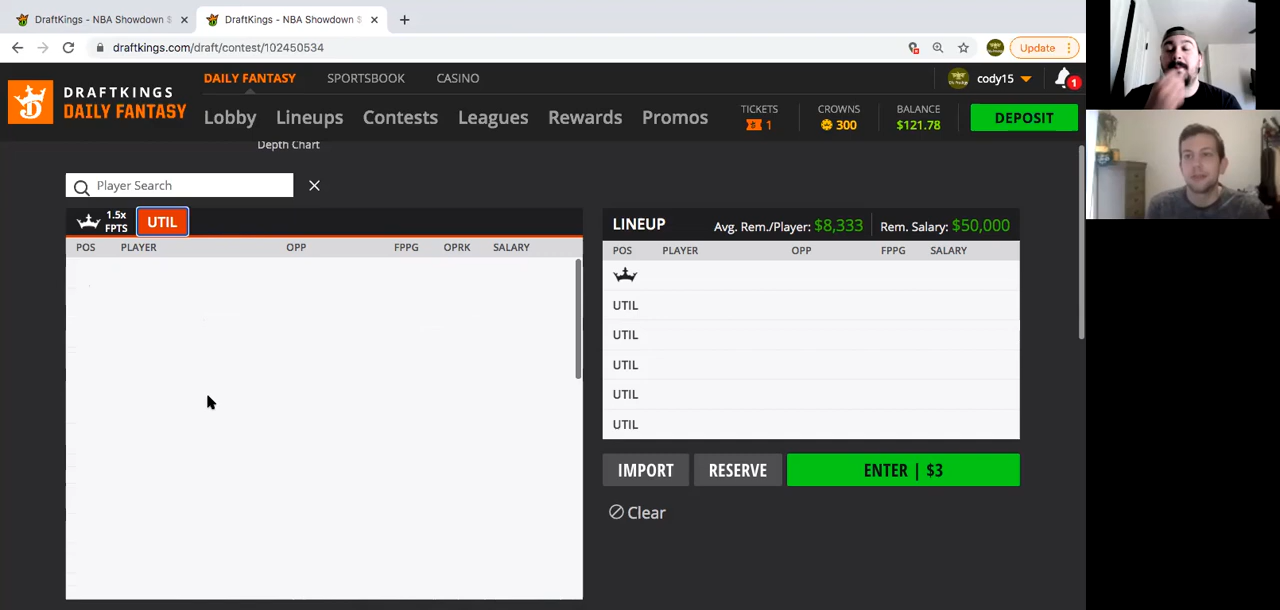 DraftKings - NBA Showdown $
DraftKings - NBA Showdown $
draftkings.com/draft/contest/102450534
Update
DAILY FANTASY SPORTSBOOK CASINO
cody15
1
DRAFTKINGS
DAILY FANTASY
Lobby Lineups Contests Leagues Rewards Promos
TICKETS
1
CROWNS
300
BALANCE
$121.78
DEPOSIT
Depth Chart
Player Search
1.5x
FPTS
UTIL
POS PLAYER OPP FPPG OPRK SALARY
LINEUP Avg. Rem./Player: $8,333 Rem. Salary: $50,000
POS PLAYER OPP FPPG SALARY
UTIL
UTIL
UTIL
UTIL
UTIL
IMPORT RESERVE ENTER | $3
Clear